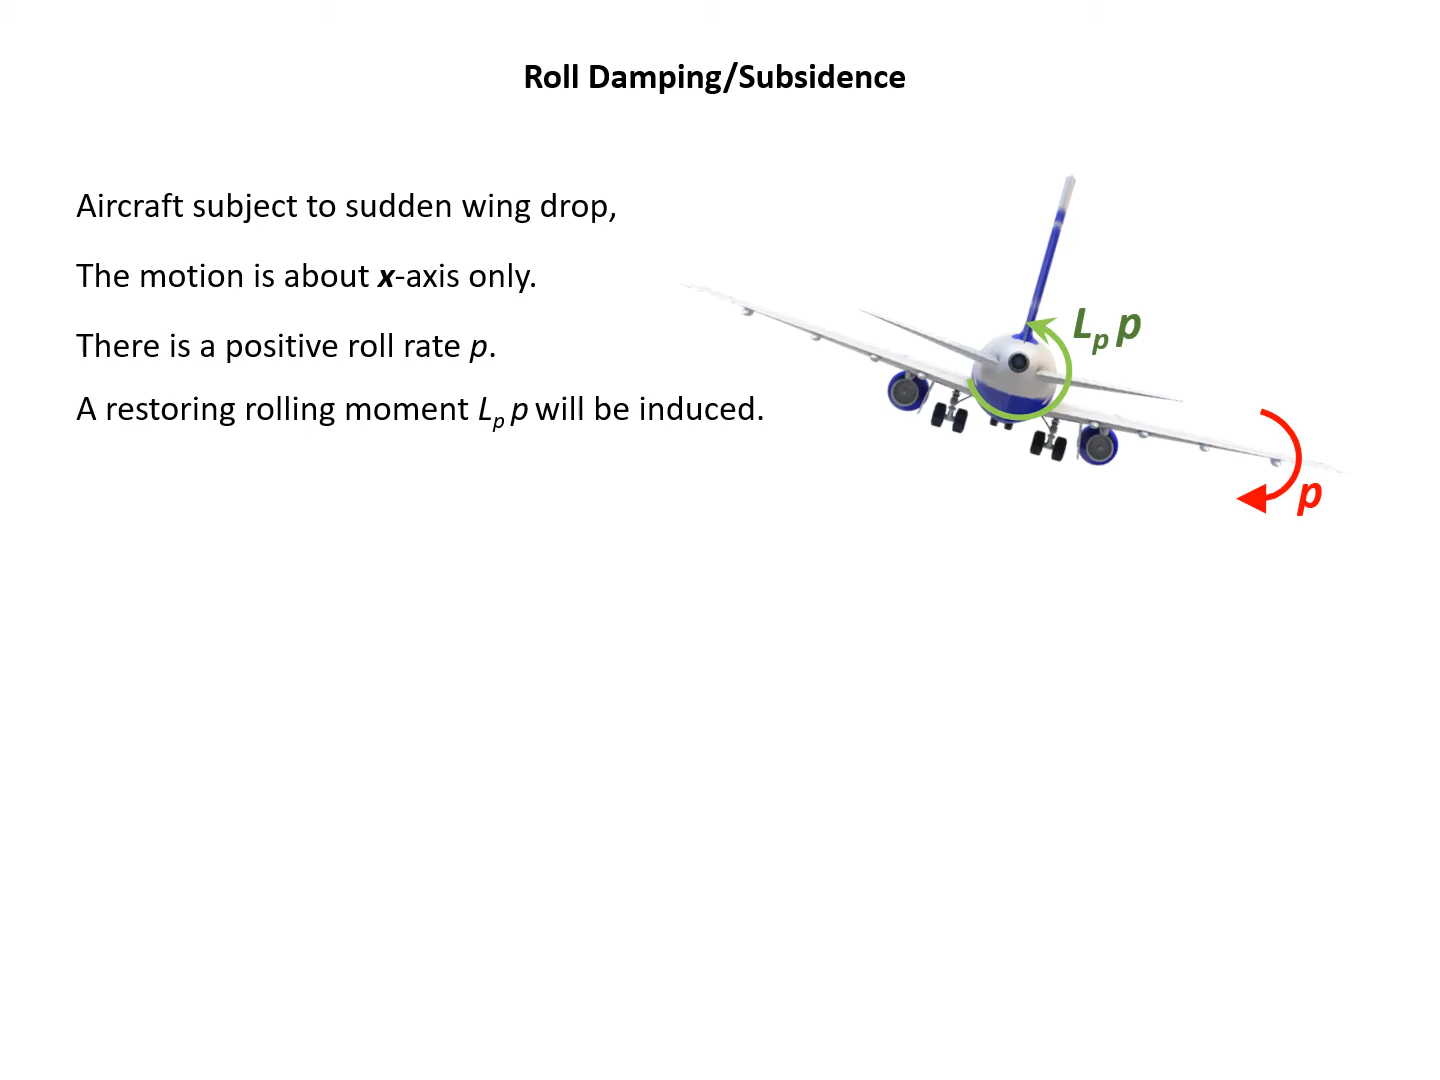 Roll Damping/Subsidence
Aircraft subject to sudden wing drop,
The motion is about x-axis only.
There is a positive roll rate p.
A restoring rolling moment Lp p will be induced.
Lp p
p